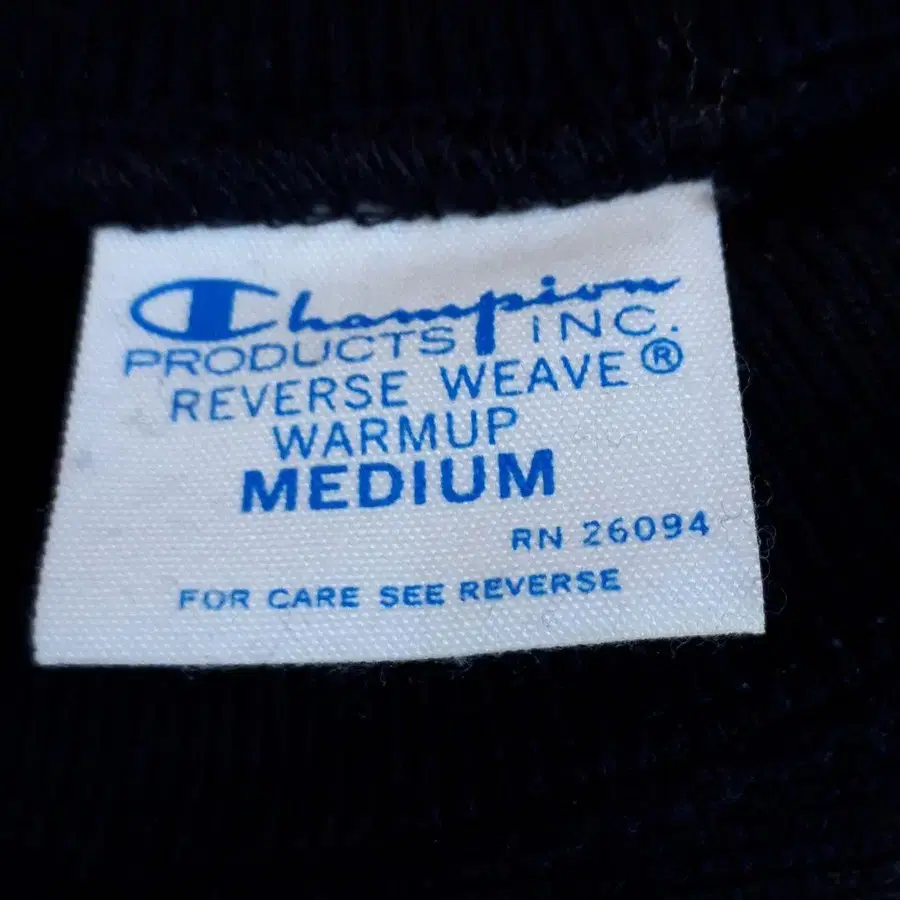 Champion
PRODUCTS INC.
REVERSE WEAVE®
WARMUP
MEDIUM
RN 26094
FOR CARE SEE REVERSE